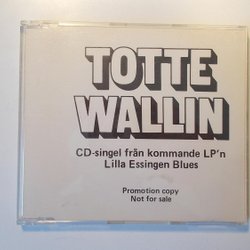 TOTTE
WALLIN
CD-singel från kommande LP'n
Lilla Essingen Blues
Promotion copy
Not for sale